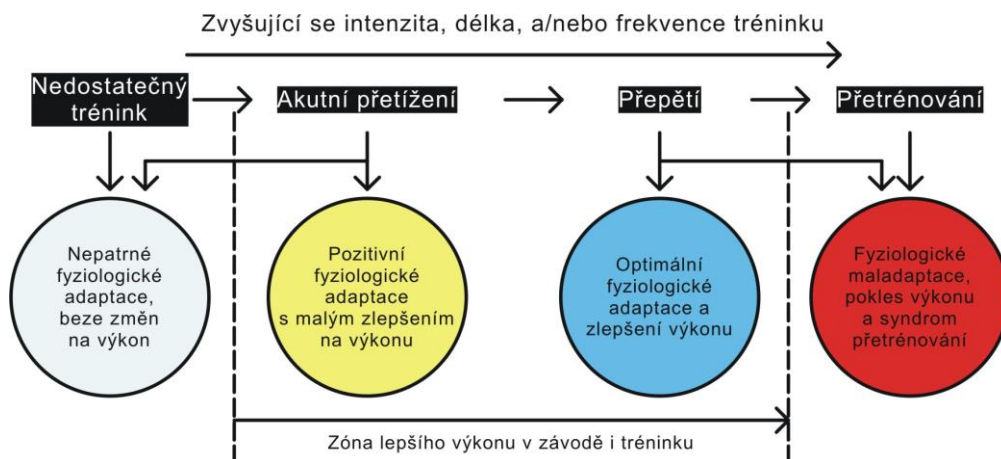 Zvyšující se intenzita, délka, a/nebo frekvence tréninku
Nedostatečný
trénink
Akutní přetížení
Přepětí
Přetrénování
Nepatrné
fyziologické
adaptace,
beze změn
na výkon
Pozitivní
fyziologické
adaptace
s malým zlepšením
na výkonu
Optimální
fyziologické
adaptace a
zlepšení výkonu
Fyziologické
maladaptace,
pokles výkonu
a syndrom
přetrénování
Zóna lepšího výkonu v závodě i tréninku